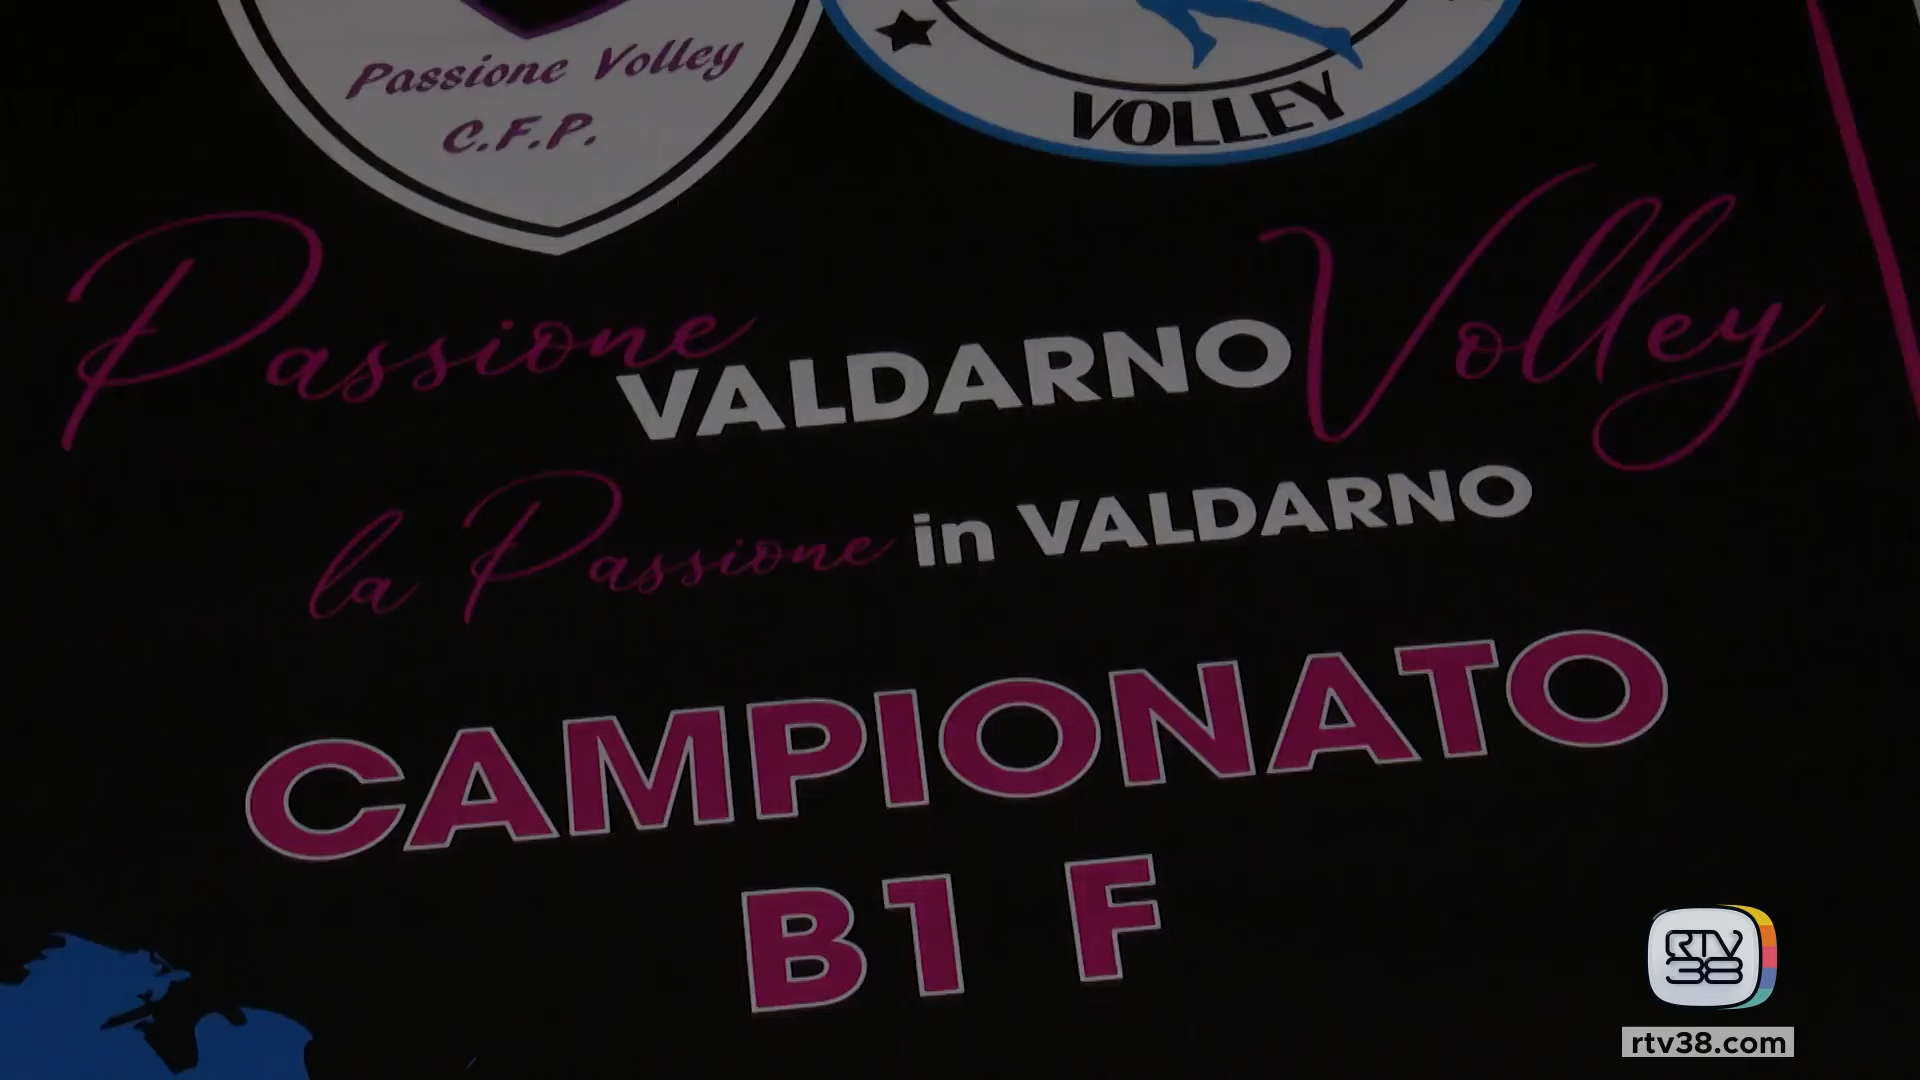 Passione Volley
C.F.P.
VOLLEY
Passione VALDARNO Volley
la Passione in VALDARNO
CAMPIONATO
B1 F
RTV
38
rtv38.com